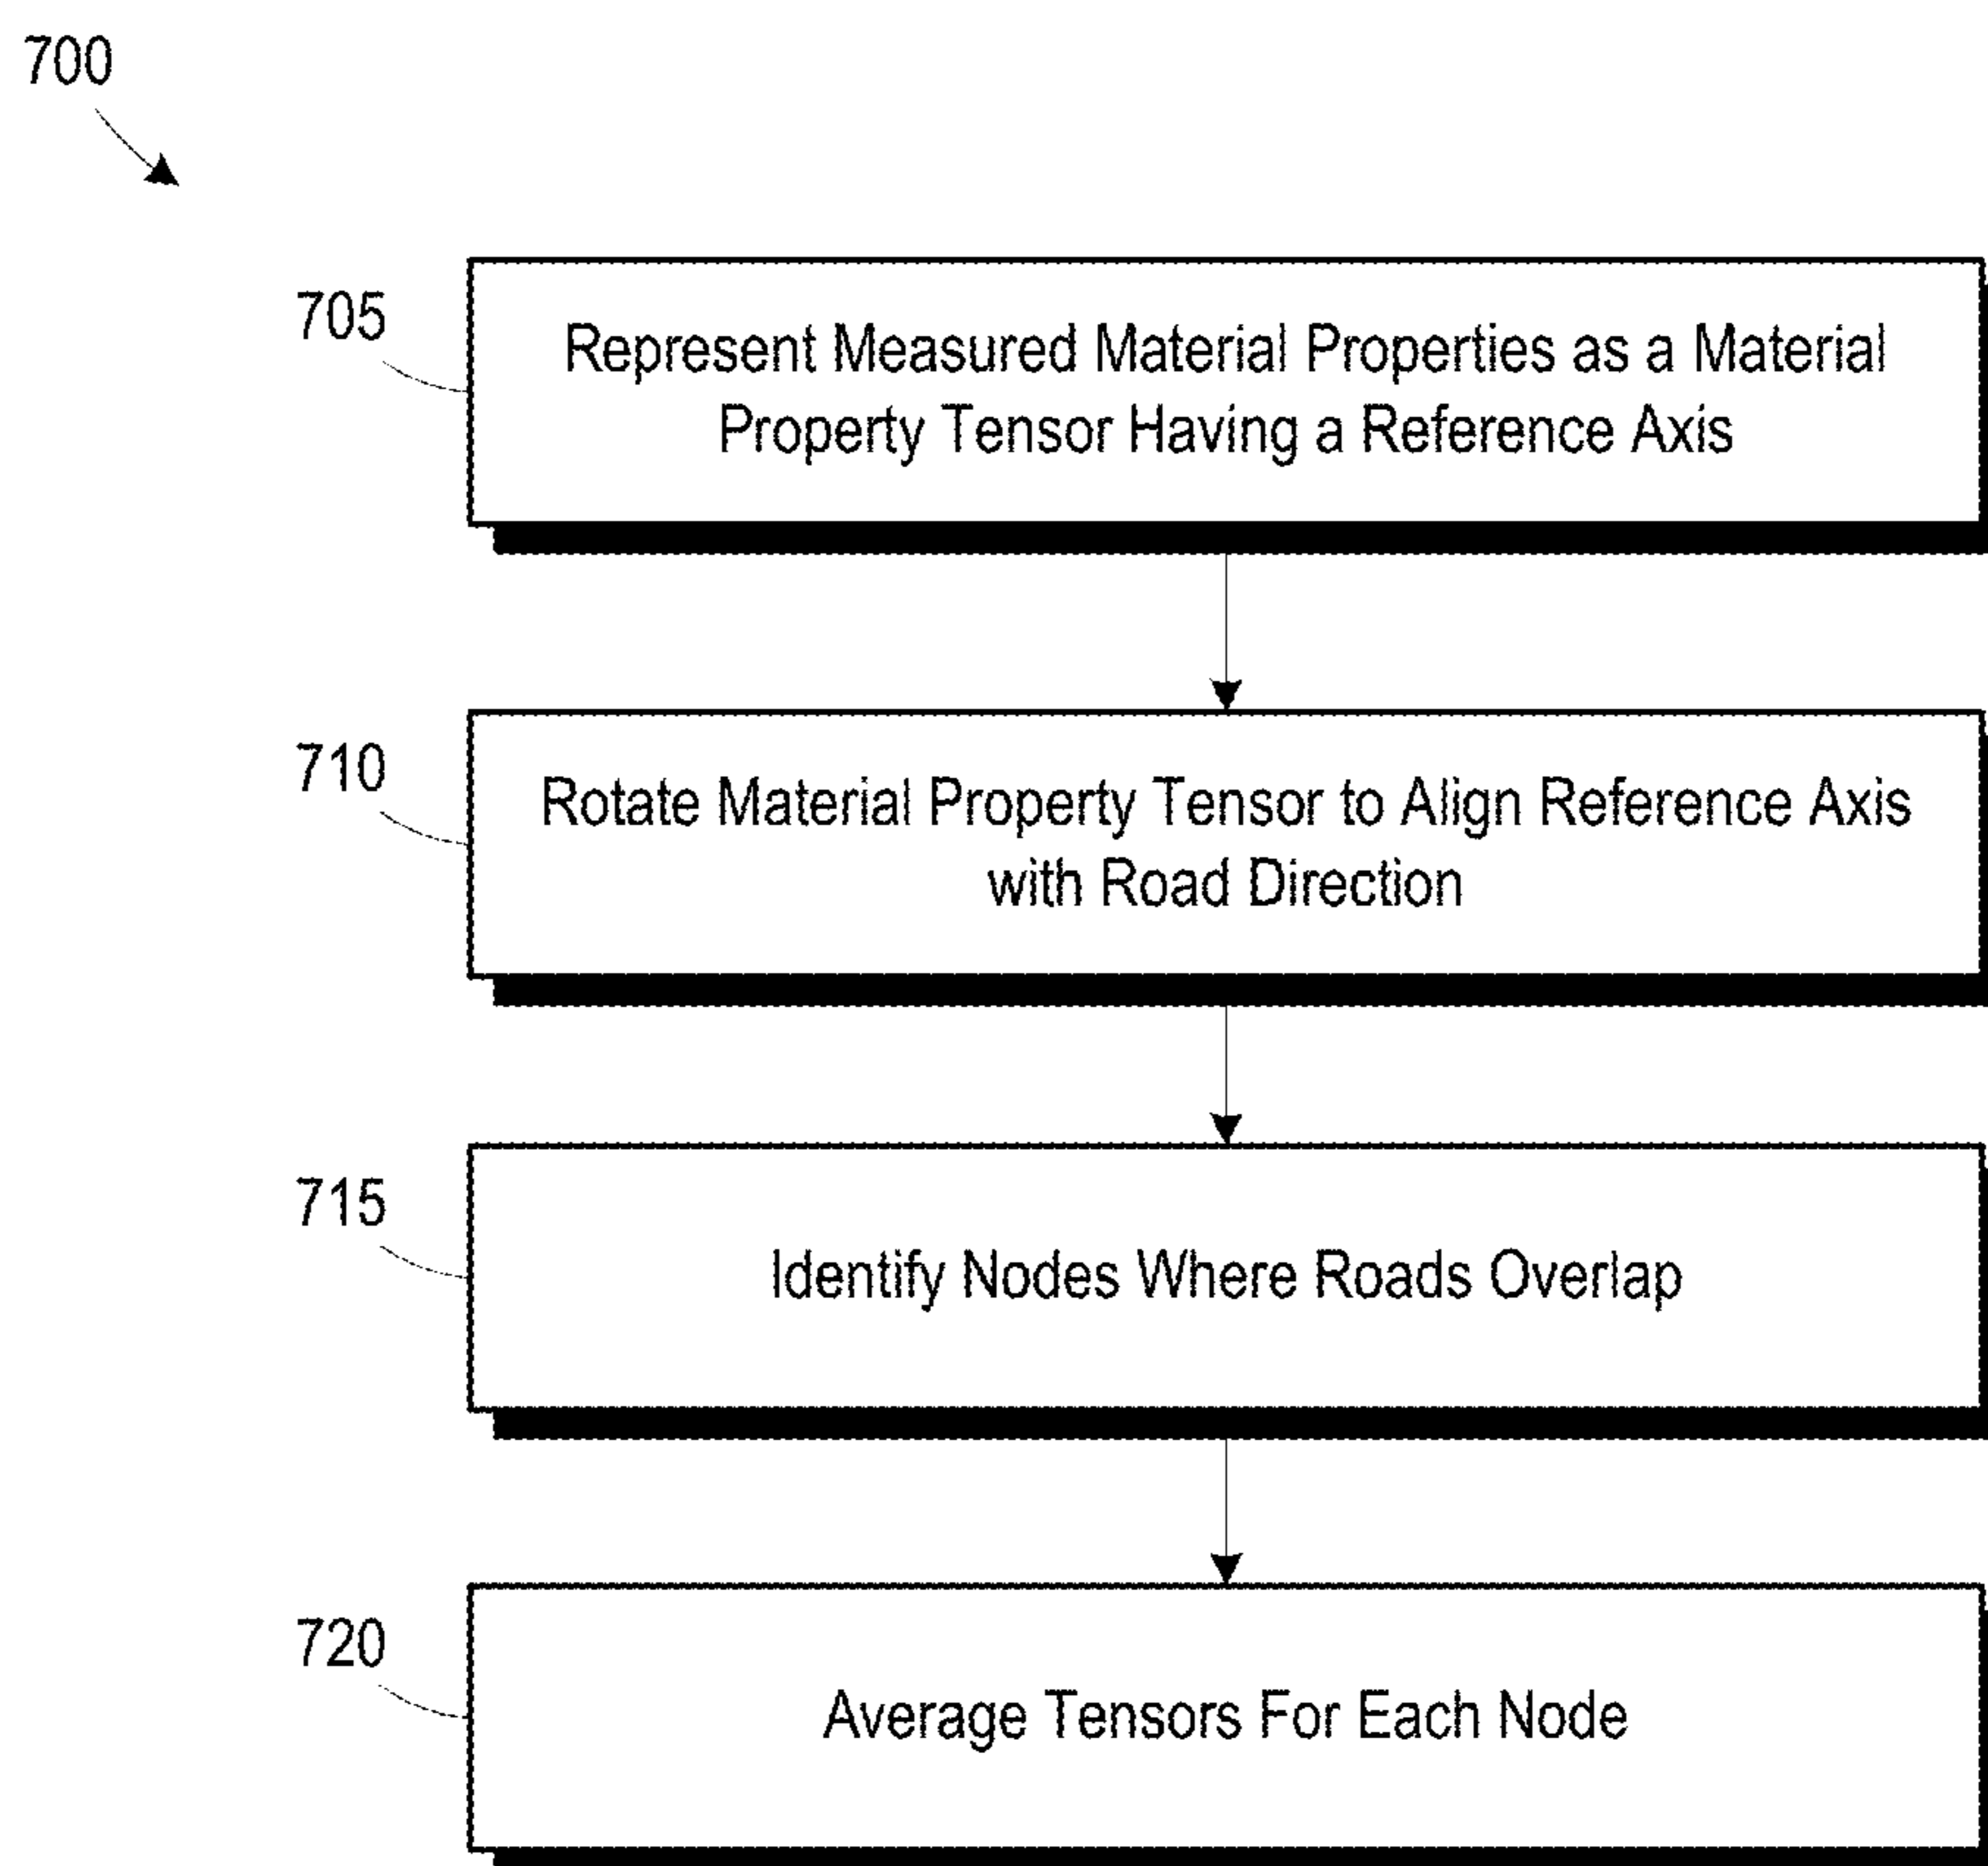 700
705
Represent Measured Material Properties as a Material
Property Tensor Having a Reference Axis
710
Rotate Material Property Tensor to Align Reference Axis
with Road Direction
715
Identify Nodes Where Roads Overlap
720
Average Tensors For Each Node